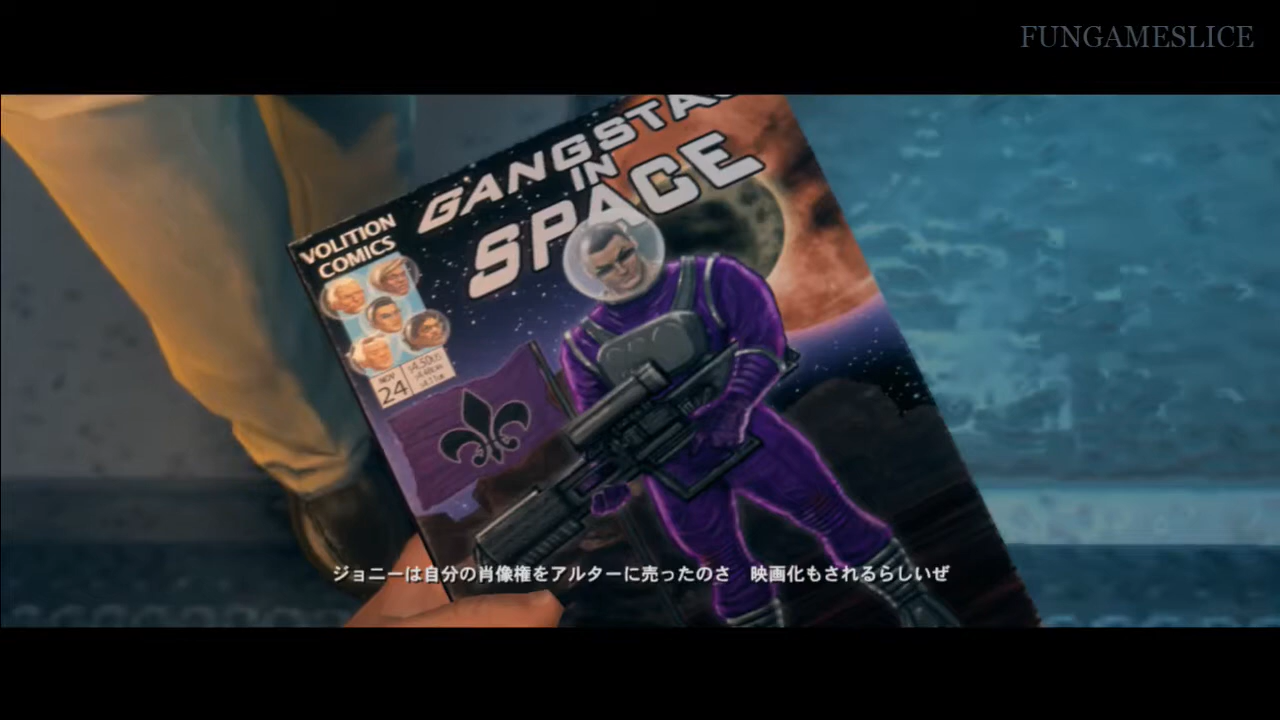 FUNGAMESLICE
GANGSTAS
IN
SPACE
VOLITION
COMICS
NOV
24
ジョニーは自分の肖像権をアルターに売ったのさ　映画化もされるらしいぜ